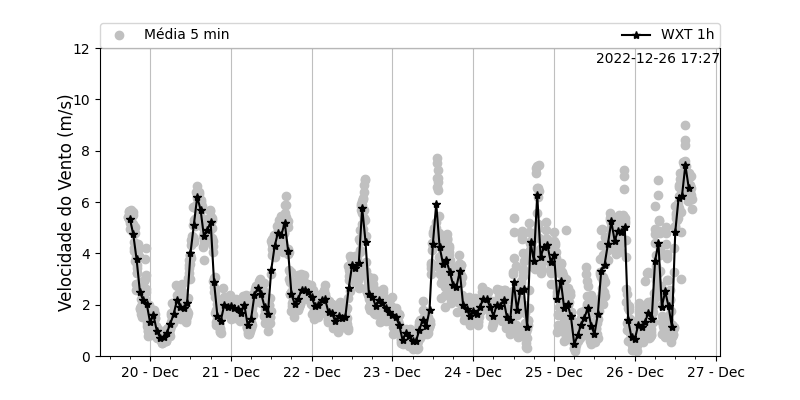 Média 5 min
WXT 1h
2022-12-26 17:27
Velocidade do Vento (m/s)
12
10
8
6
4
2
0
20 - Dec
21 - Dec
22 - Dec
23 - Dec
24 - Dec
25 - Dec
26 - Dec
27 - Dec